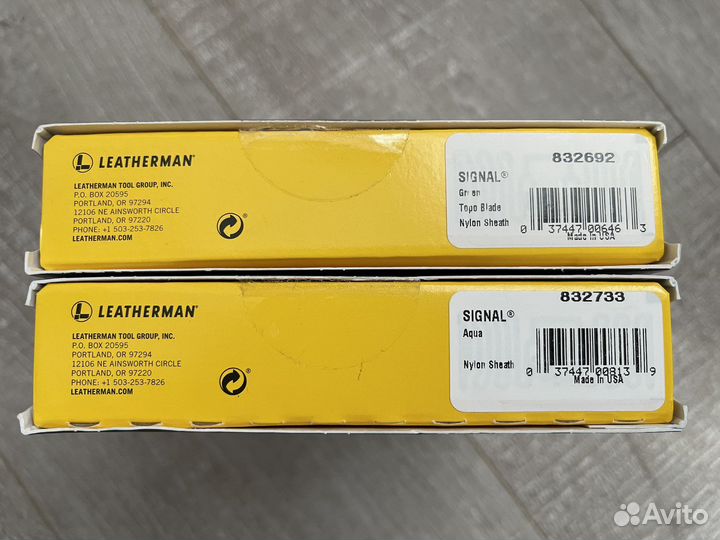 LEATHERMAN®
LEATHERMAN TOOL GROUP, INC.
P.O. BOX 20595
PORTLAND, OR 97294
12106 NE AINSWORTH CIRCLE
PORTLAND, OR 97220
PHONE: +1 503-253-7826
LEATHERMAN.COM
832692
SIGNAL®
Green
Topo Blade
Nylon Sheath
0 37447 00646 3
Made In USA
LEATHERMAN®
LEATHERMAN TOOL GROUP, INC.
P.O. BOX 20595
PORTLAND, OR 97294
12106 NE AINSWORTH CIRCLE
PORTLAND, OR 97220
PHONE: +1 503-253-7826
LEATHERMAN.COM
832733
SIGNAL®
Aqua
Nylon Sheath
0 37447 00813 9
Made In USA
Avito